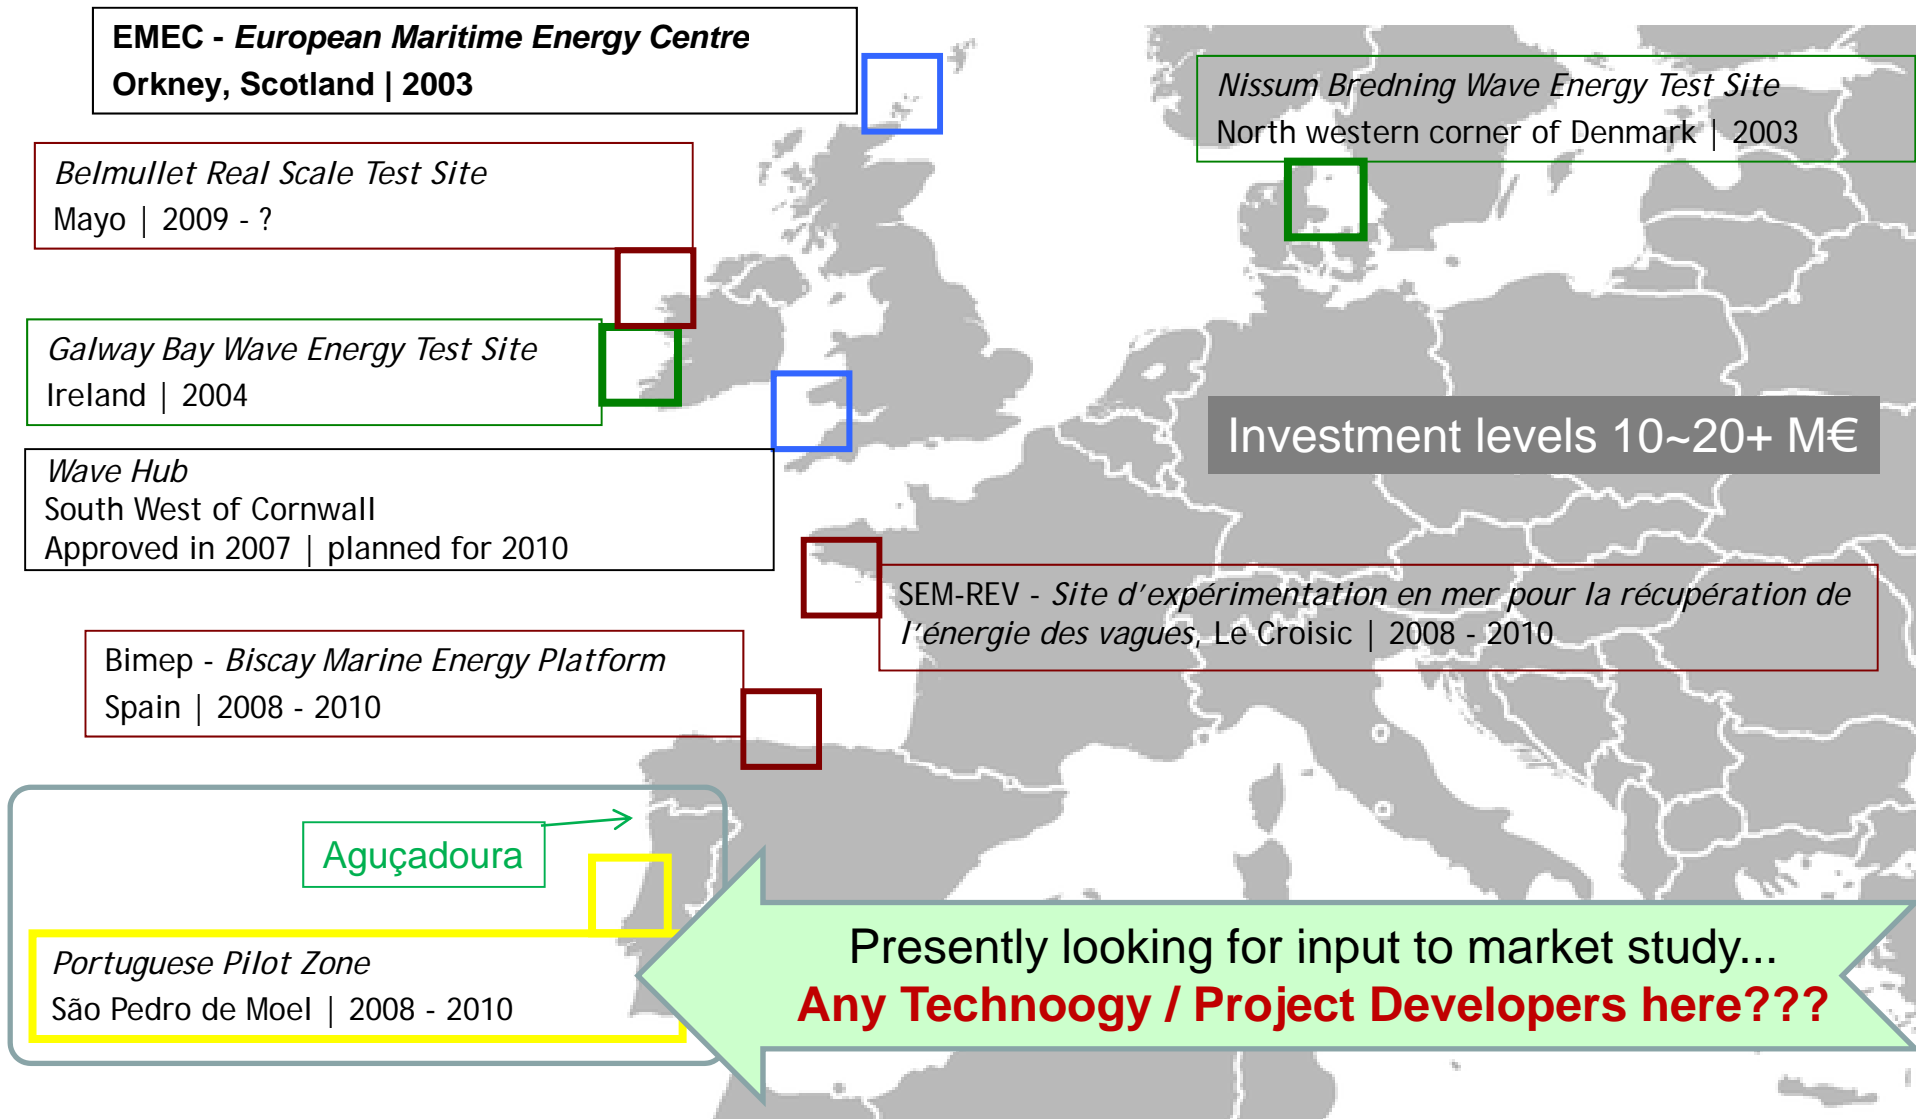 EMEC - European Maritime Energy Centre
Orkney, Scotland | 2003
Nissum Bredning Wave Energy Test Site
North western corner of Denmark | 2003
Belmullet Real Scale Test Site
Mayo | 2009 - ?
Galway Bay Wave Energy Test Site
Ireland | 2004
Investment levels 10~20+ M€
Wave Hub
South West of Cornwall
Approved in 2007 | planned for 2010
SEM-REV - Site d'expérimentation en mer pour la récupération de
l'énergie des vagues, Le Croisic | 2008 - 2010
Bimep - Biscay Marine Energy Platform
Spain | 2008 - 2010
Aguçadoura
Portuguese Pilot Zone
São Pedro de Moel | 2008 - 2010
Presently looking for input to market study...
Any Technoogy / Project Developers here???